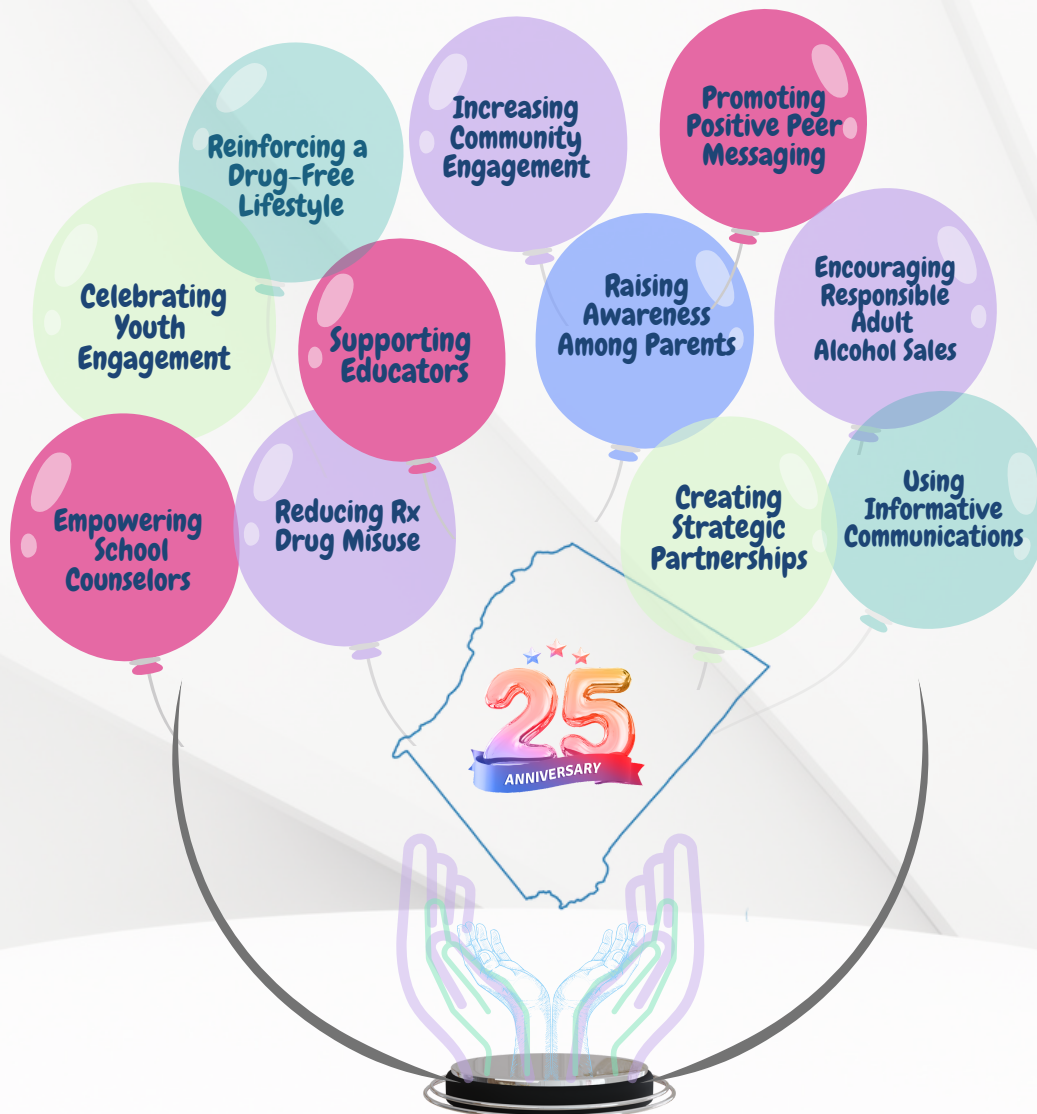 Increasing
Community
Engagement
Promoting
Positive Peer
Messaging
Reinforcing a
Drug-Free
Lifestyle
Celebrating
Youth
Engagement
Supporting
Educators
Raising
Awareness
Among Parents
Encouraging
Responsible
Adult
Alcohol Sales
Empowering
School
Counselors
Reducing Rx
Drug Misuse
Creating
Strategic
Partnerships
Using
Informative
Communications
25
ANNIVERSARY